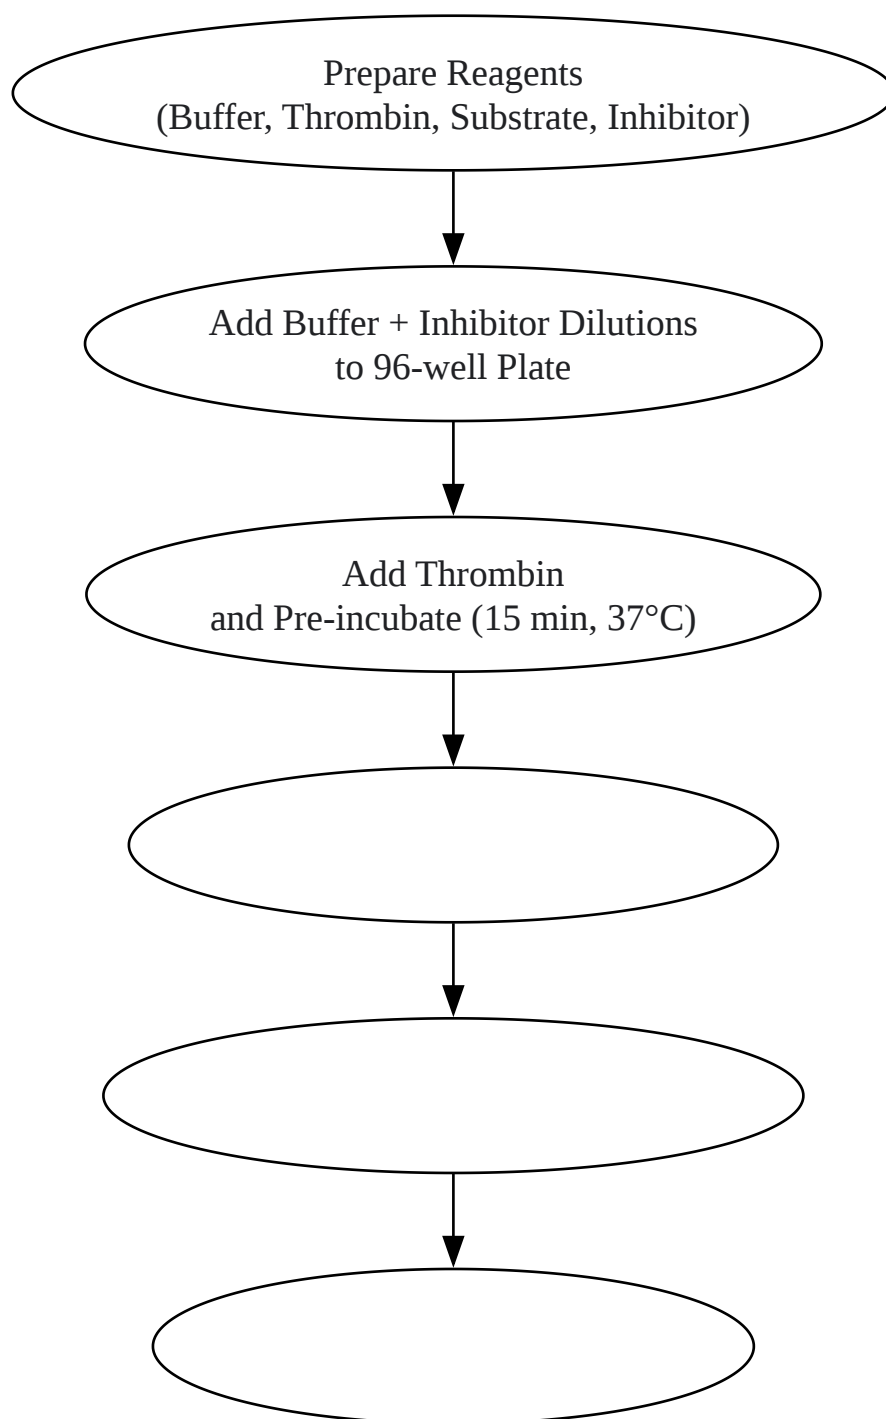 Prepare Reagents
(Buffer, Thrombin, Substrate, Inhibitor)
Add Buffer + Inhibitor Dilutions
to 96-well Plate
Add Thrombin
and Pre-incubate (15 min, 37°C)